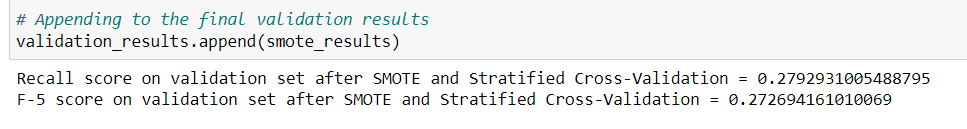 # Appending to the final validation results
validation_results.append(smote_results)
Recall score on validation set after SMOTE and Stratified Cross-Validation = 0.2792931005488795
F-5 score on validation set after SMOTE and Stratified Cross-Validation = 0.272694161010069